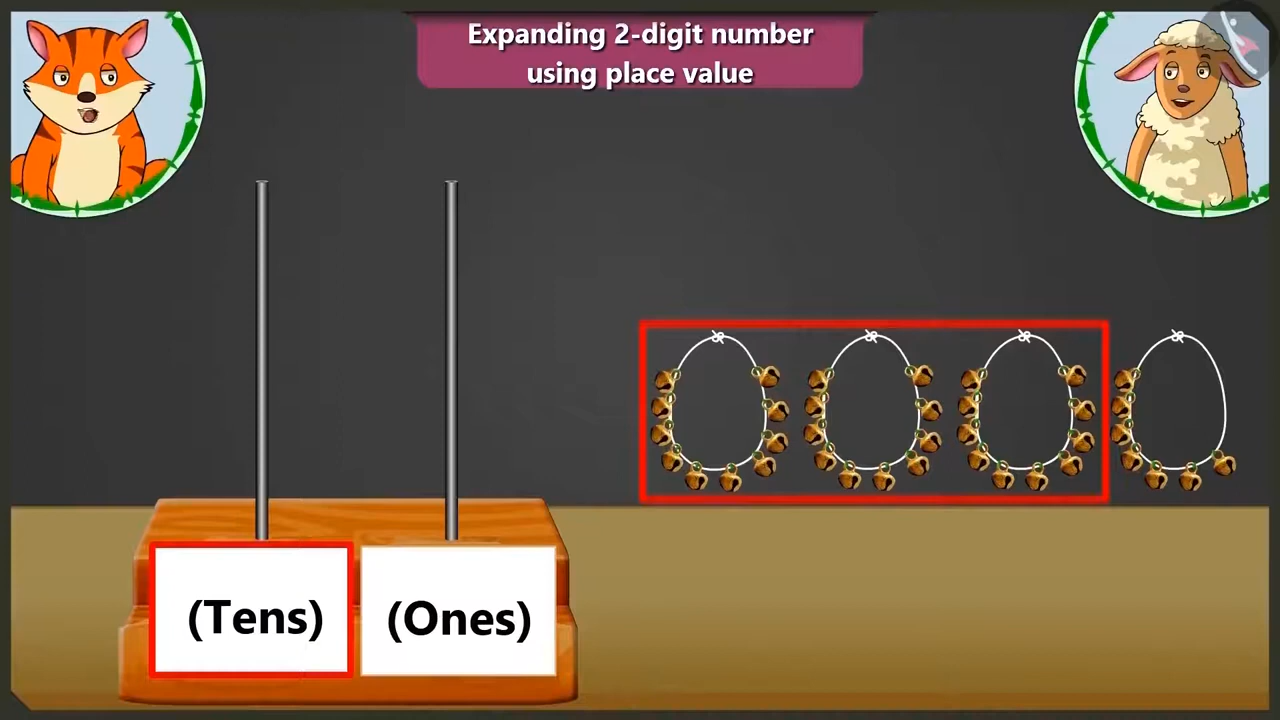 Expanding 2-digit number
using place value
(Tens)
(Ones)